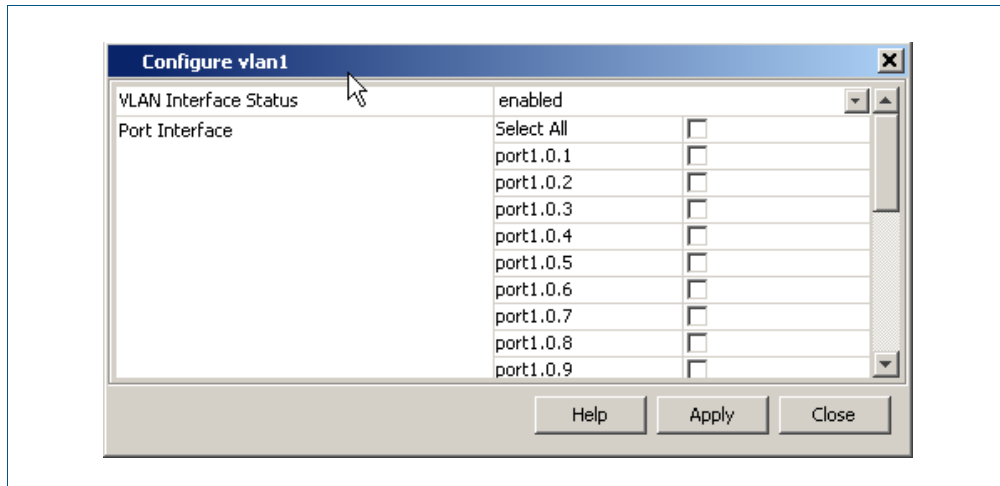 Configure vlan1
VLAN Interface Status enabled
Port Interface Select All
port1.0.1
port1.0.2
port1.0.3
port1.0.4
port1.0.5
port1.0.6
port1.0.7
port1.0.8
port1.0.9
Help Apply Close